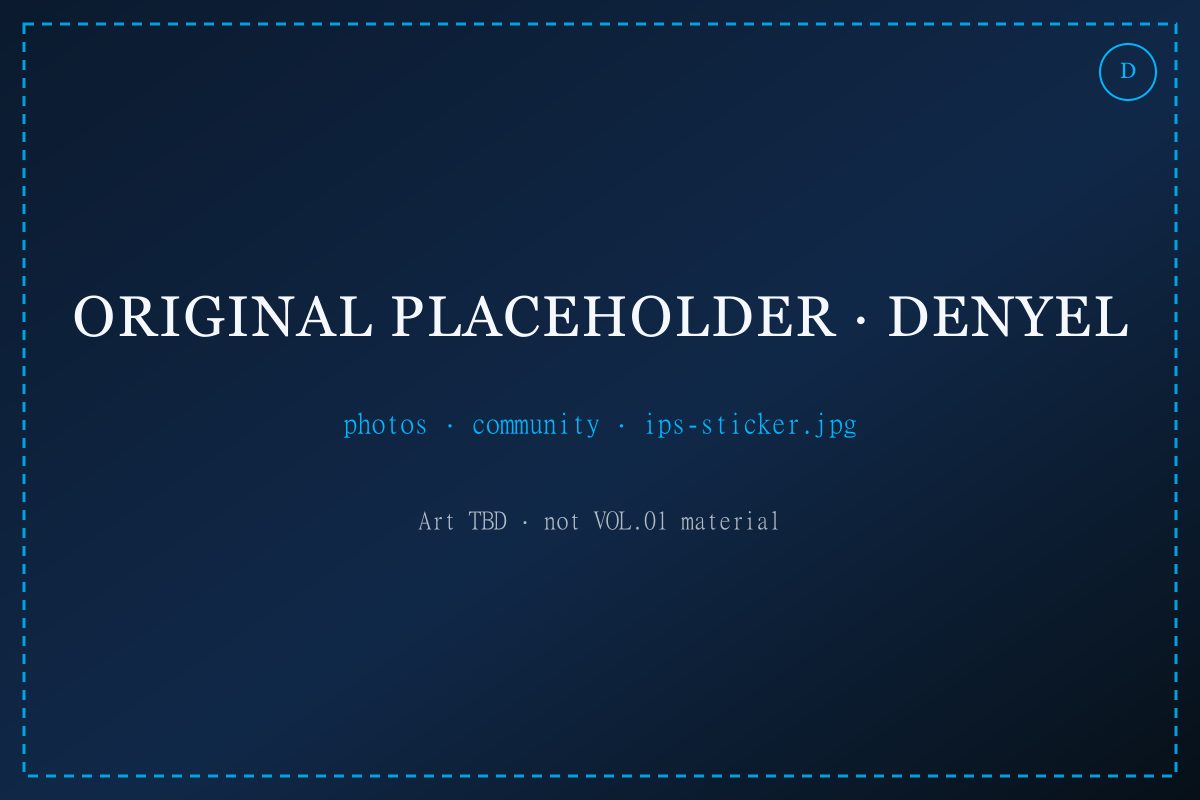 D
ORIGINAL PLACEHOLDER · DENYEL
photos · community · ips-sticker.jpg
Art TBD · not VOL.01 material